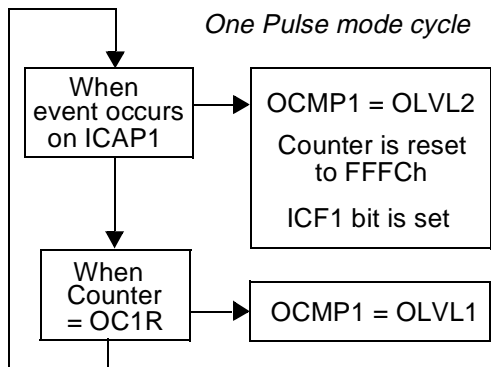 One Pulse mode cycle
When
event occurs
on ICAP1
OCMP1 = OLVL2
Counter is reset
to FFFCh
ICF1 bit is set
When
Counter
= OC1R
OCMP1 = OLVL1